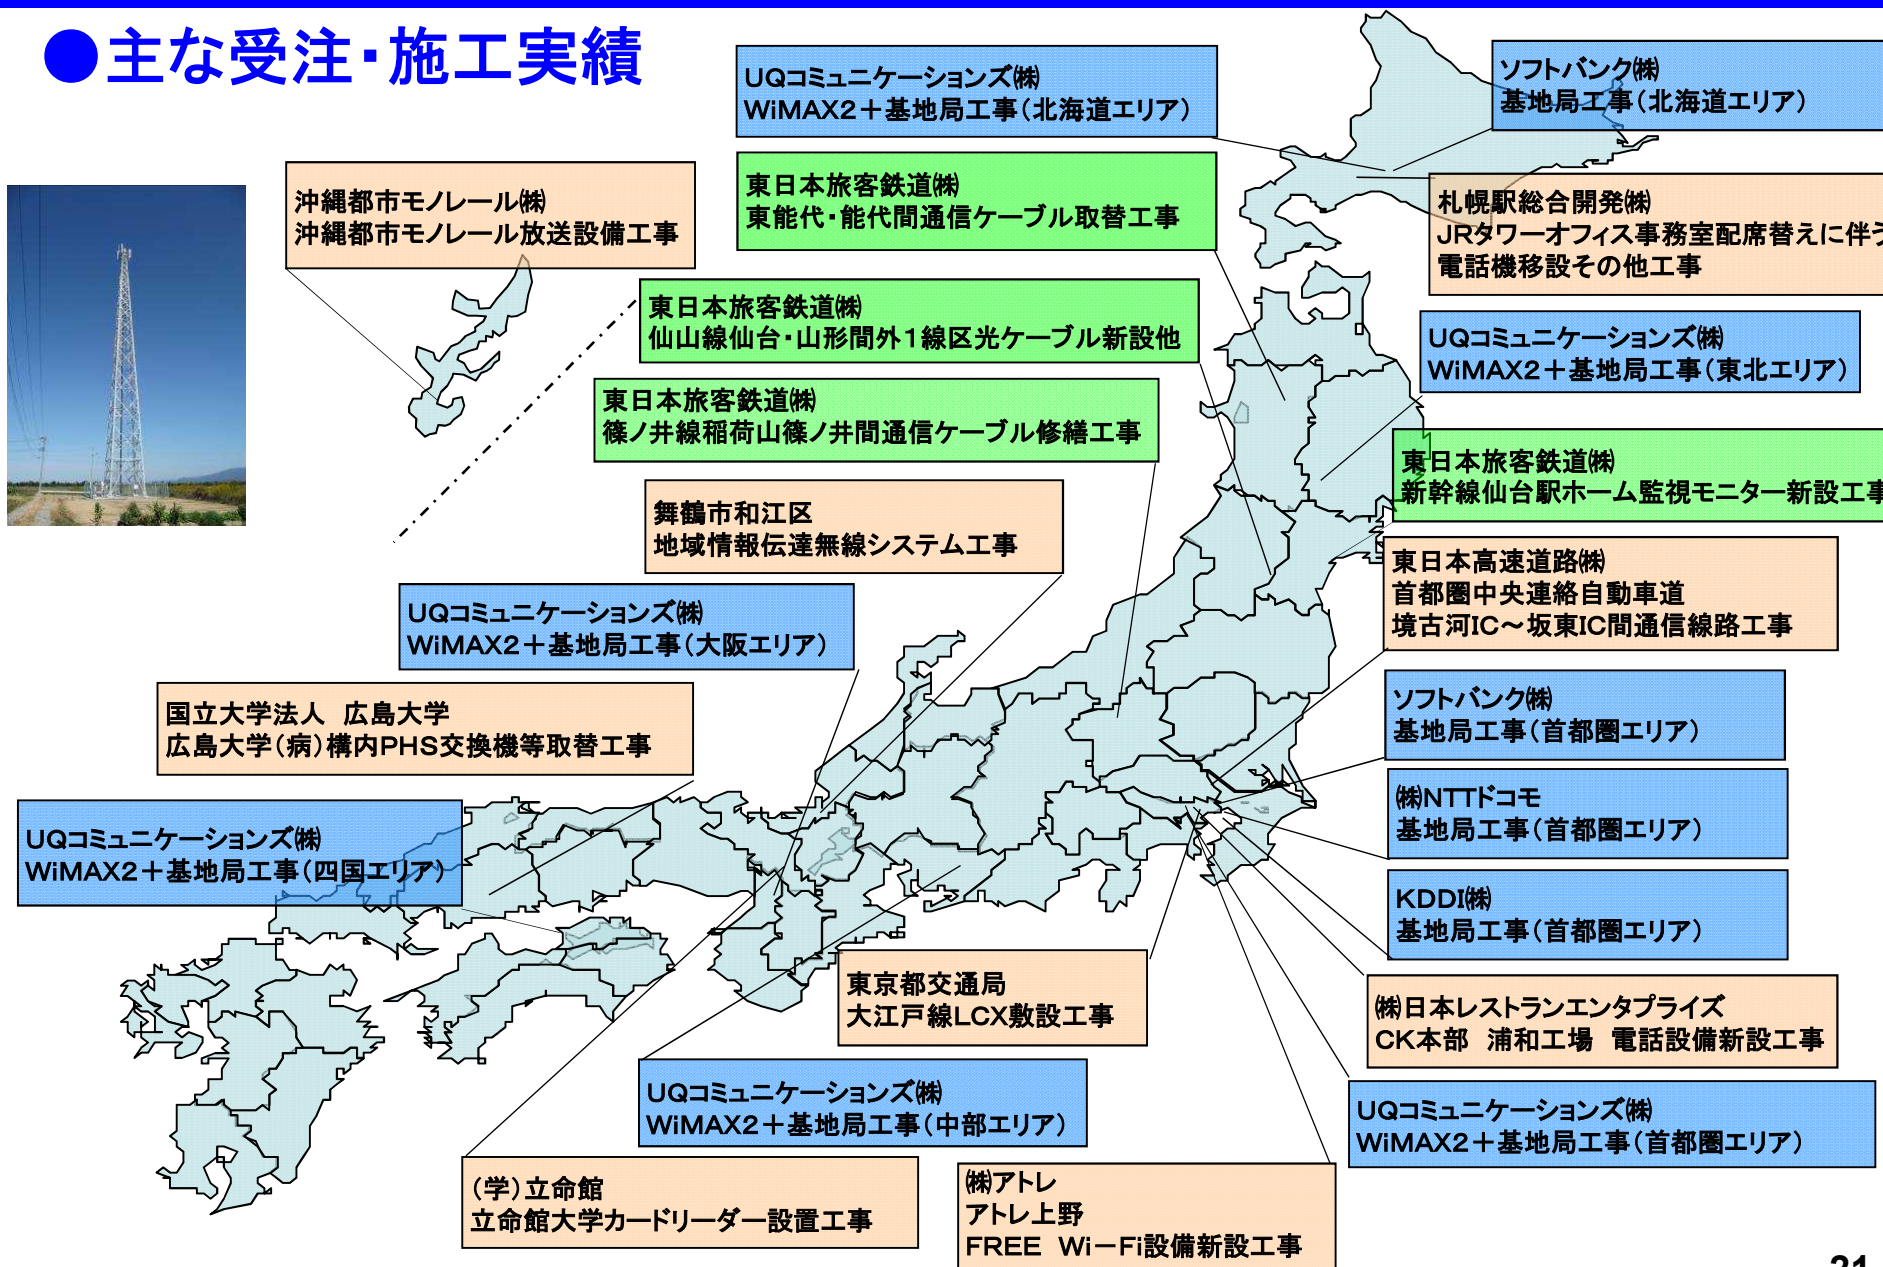 ●主な受注・施工実績
UQコミュニケーションズ㈱
WiMAX2＋基地局工事（北海道エリア）
ソフトバンク㈱
基地局工事（北海道エリア）
沖縄都市モノレール㈱
沖縄都市モノレール放送設備工事
東日本旅客鉄道㈱
東能代・能代間通信ケーブル取替工事
札幌駅総合開発㈱
JRタワーオフィス事務室配席替えに伴う
電話機移設その他工事
東日本旅客鉄道㈱
仙山線仙台・山形間外１線区光ケーブル新設他
UQコミュニケーションズ㈱
WiMAX2＋基地局工事（東北エリア）
東日本旅客鉄道㈱
篠ノ井線稲荷山篠ノ井間通信ケーブル修繕工事
東日本旅客鉄道㈱
新幹線仙台駅ホーム監視モニター新設工事
舞鶴市和江区
地域情報伝達無線システム工事
東日本高速道路㈱
首都圏中央連絡自動車道
境古河IC～坂東IC間通信線路工事
UQコミュニケーションズ㈱
WiMAX2＋基地局工事（大阪エリア）
ソフトバンク㈱
基地局工事（首都圏エリア）
国立大学法人　広島大学
広島大学（病）構内PHS交換機等取替工事
㈱NTTドコモ
基地局工事（首都圏エリア）
UQコミュニケーションズ㈱
WiMAX2＋基地局工事（四国エリア）
KDDI㈱
基地局工事（首都圏エリア）
東京都交通局
大江戸線LCX敷設工事
㈱日本レストランエンタプライズ
CK本部　浦和工場　電話設備新設工事
UQコミュニケーションズ㈱
WiMAX2＋基地局工事（中部エリア）
UQコミュニケーションズ㈱
WiMAX2＋基地局工事（首都圏エリア）
（学）立命館
立命館大学カードリーダー設置工事
㈱アトレ
アトレ上野
FREE　Wi－Fi設備新設工事
21